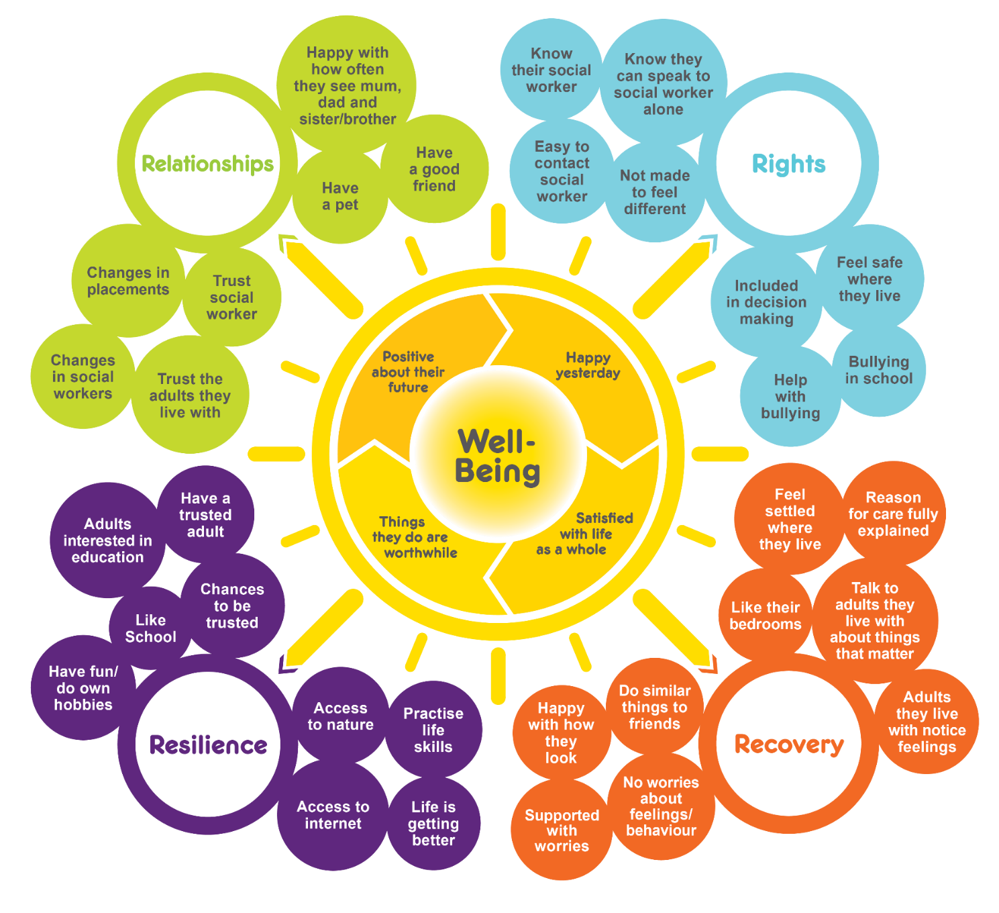 Relationships
Happy with
how often
they see mum,
dad and
sister/brother
Have
a good
friend
Have
a pet
Changes in
placements
Trust
social
worker
Changes
in social
workers
Trust the
adults they
live with
Rights
Know
their social
worker
Know they
can speak to
social worker
alone
Easy to
contact
social
worker
Not made
to feel
different
Included
in decision
making
Feel safe
where
they live
Help
with
bullying
Bullying
in school
Well-
Being
Positive
about their
future
Happy
yesterday
Things
they do are
worthwhile
Satisfied
with life
as a whole
Resilience
Adults
interested in
education
Have a
trusted
adult
Chances
to be
trusted
Like
School
Have fun/
do own
hobbies
Access
to nature
Practise
life
skills
Access to
internet
Life is
getting
better
Recovery
Feel
settled
where
they live
Reason
for care fully
explained
Like their
bedrooms
Talk to
adults they
live with
about things
that matter
Adults
they live
with notice
feelings
Do similar
things to
friends
Happy
with how
they
look
No worries
about
feelings/
behaviour
Supported
with
worries